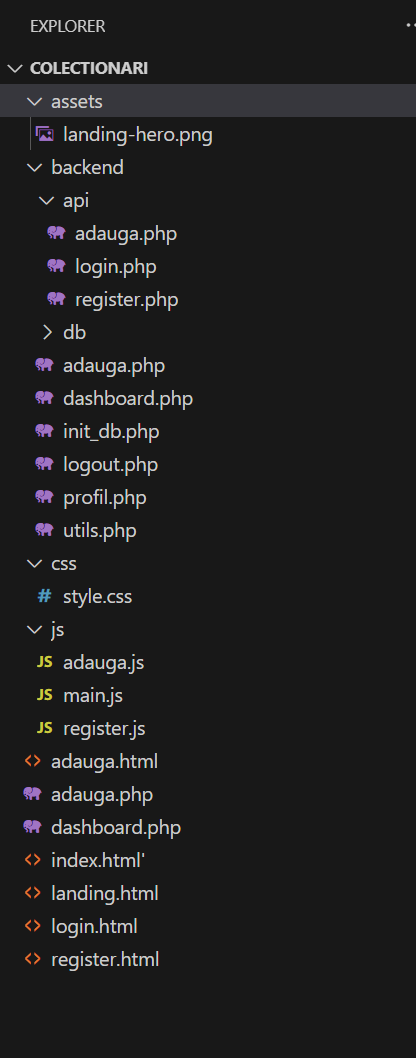 EXPLORER
COLECTIONARI
assets
landing-hero.png
backend
api
adauga.php
login.php
register.php
db
adauga.php
dashboard.php
init_db.php
logout.php
profil.php
utils.php
css
# style.css
js
JS adauga.js
JS main.js
JS register.js
<> adauga.html
adauga.php
dashboard.php
<> index.html'
<> landing.html
<> login.html
<> register.html